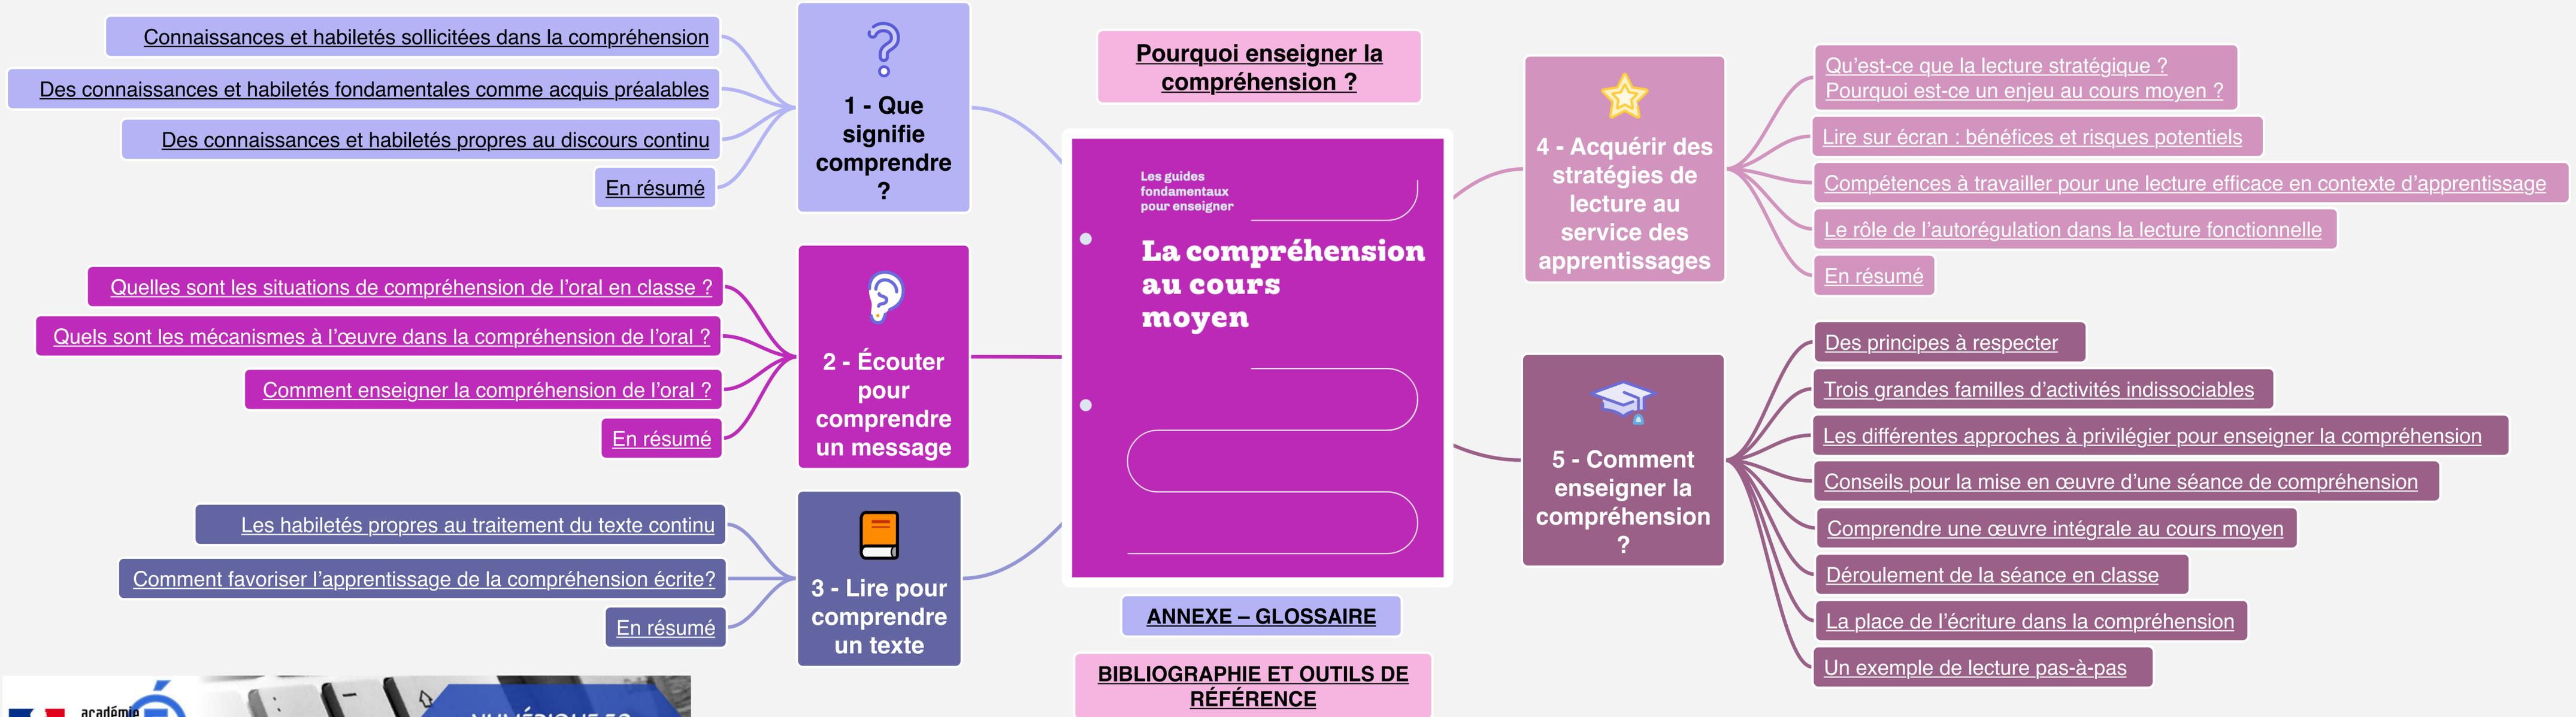 Connaissances et habiletés sollicitées dans la compréhension
Des connaissances et habiletés fondamentales comme acquis préalables
Des connaissances et habiletés propres au discours continu
En résumé
1 - Que
signifie
comprendre
?
Quelles sont les situations de compréhension de l’oral en classe ?
Quels sont les mécanismes à l’œuvre dans la compréhension de l’oral ?
Comment enseigner la compréhension de l’oral ?
En résumé
2 - Écouter
pour
comprendre
un message
Les habiletés propres au traitement du texte continu
Comment favoriser l’apprentissage de la compréhension écrite?
En résumé
3 - Lire pour
comprendre
un texte
Pourquoi enseigner la
compréhension ?
Les guides
fondamentaux
pour enseigner
La compréhension
au cours
moyen
ANNEXE – GLOSSAIRE
BIBLIOGRAPHIE ET OUTILS DE
RÉFÉRENCE
4 - Acquérir des
stratégies de
lecture au
service des
apprentissages
Qu’est-ce que la lecture stratégique ?
Pourquoi est-ce un enjeu au cours moyen ?
Lire sur écran : bénéfices et risques potentiels
Compétences à travailler pour une lecture efficace en contexte d’apprentissage
Le rôle de l’autorégulation dans la lecture fonctionnelle
En résumé
5 - Comment
enseigner la
compréhension
?
Des principes à respecter
Trois grandes familles d’activités indissociables
Les différentes approches à privilégier pour enseigner la compréhension
Conseils pour la mise en œuvre d’une séance de compréhension
Comprendre une œuvre intégrale au cours moyen
Déroulement de la séance en classe
La place de l’écriture dans la compréhension
Un exemple de lecture pas-à-pas
académie